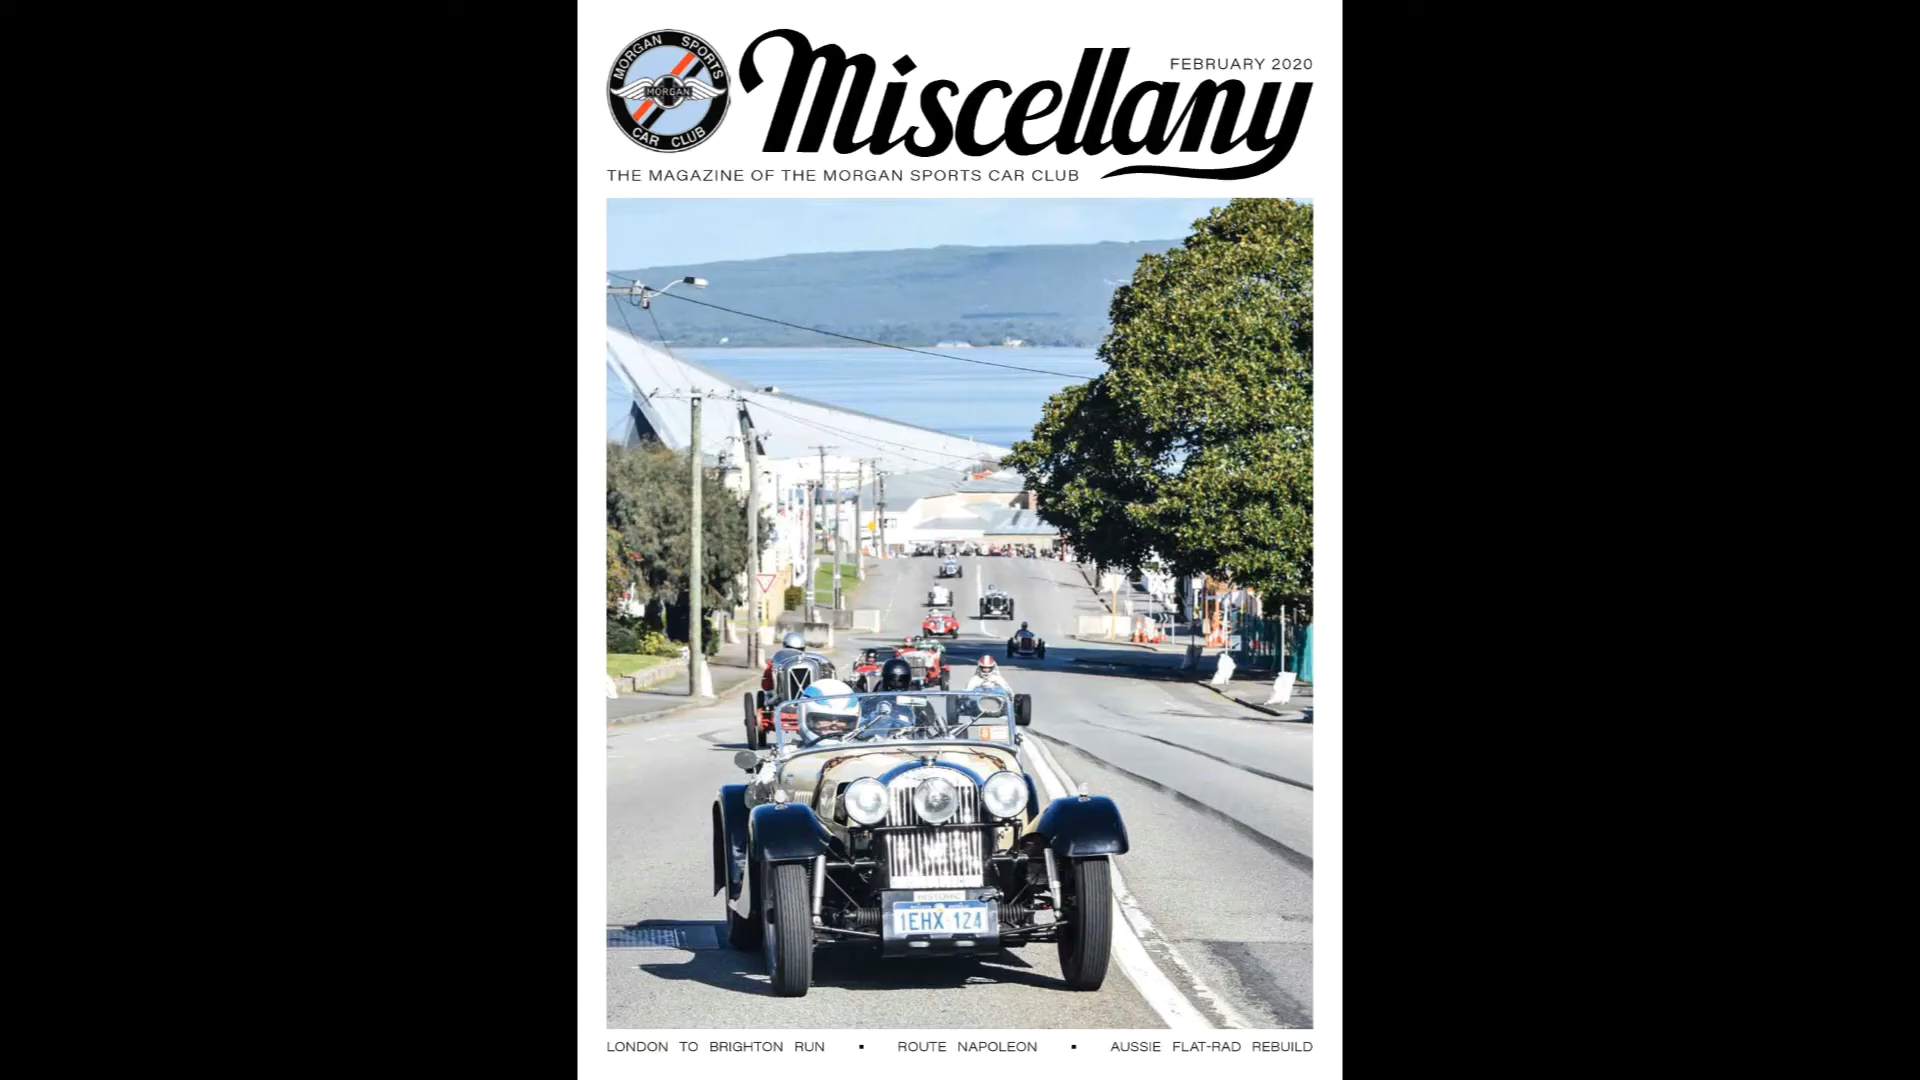 MORGAN SPORTS
MORGAN
CAR CLUB
Miscellany
FEBRUARY 2020
THE MAGAZINE OF THE MORGAN SPORTS CAR CLUB
HISTORIC
1EHX·124
LONDON TO BRIGHTON RUN ▪ ROUTE NAPOLEON ▪ AUSSIE FLAT-RAD REBUILD